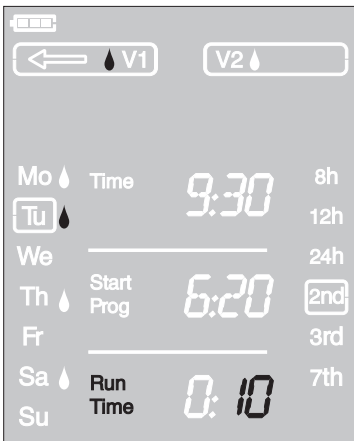 V1 V2
Mo Time 9:30 8h
Tu 12h
We 24h
Th Start Prog 6:20 2nd
Fr 3rd
Sa Run Time 0:10 7th
Su